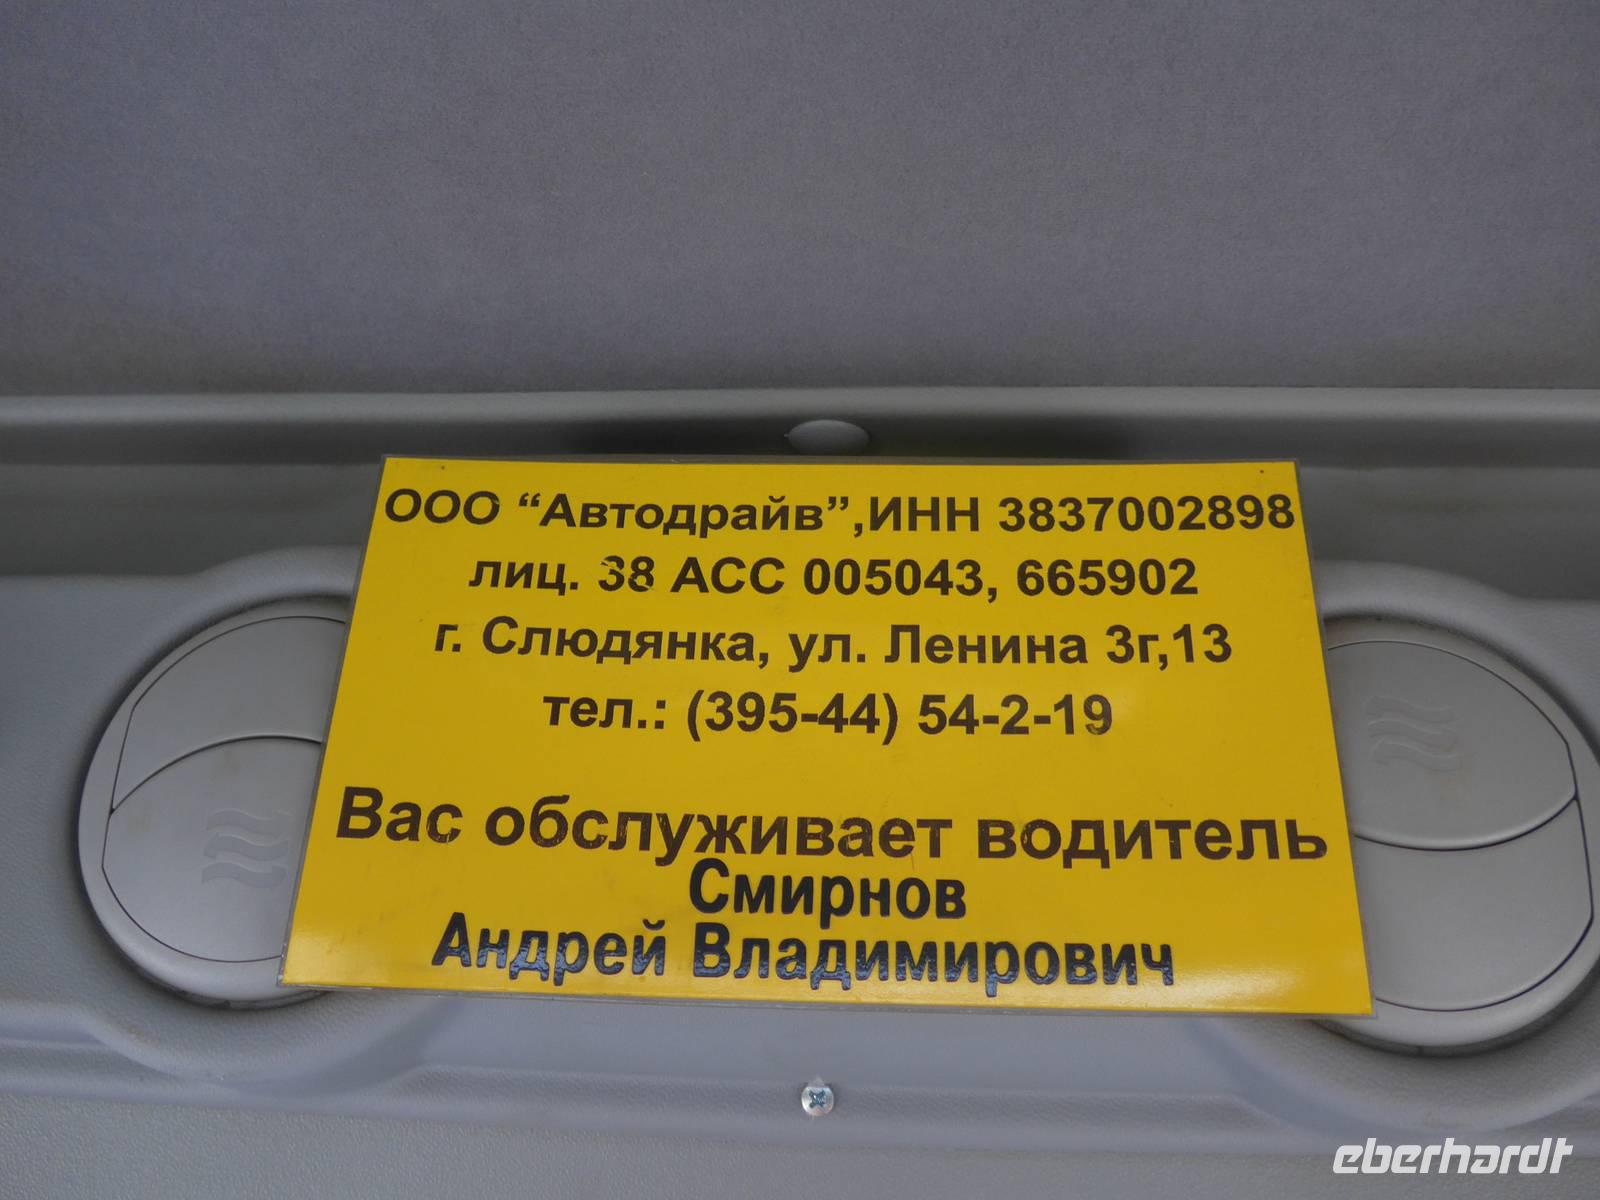 ООО “Автодрайв”,ИНН 3837002898
лиц. 38 АСС 005043, 665902
г. Слюдянка, ул. Ленина 3г,13
тел.: (395-44) 54-2-19
Вас обслуживает водитель
Смирнов
Андрей Владимирович
eberhardt